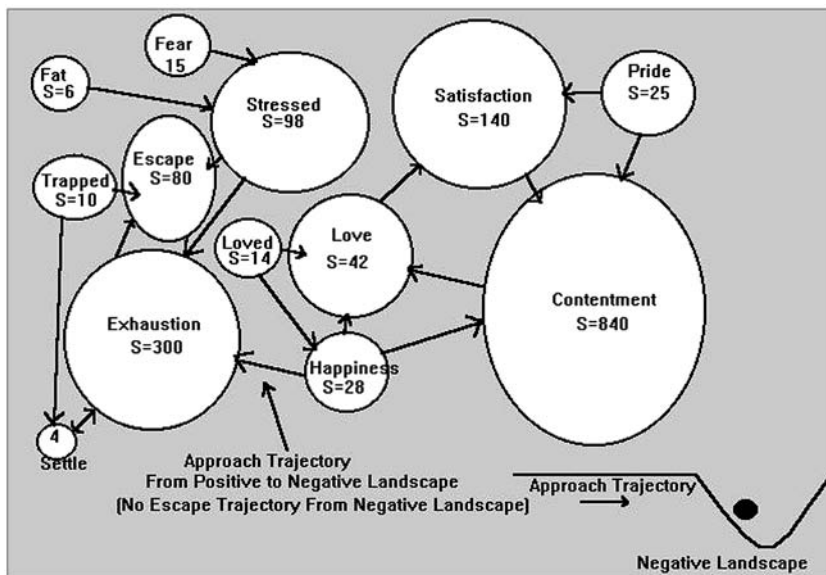 Fear
15
Fat
S=6
Stressed
S=98
Satisfaction
S=140
Pride
S=25
Escape
S=80
Trapped
S=10
Loved
S=14
Love
S=42
Contentment
S=840
Exhaustion
S=300
Happiness
S=28
4
Settle
Approach Trajectory
From Positive to Negative Landscape
(No Escape Trajectory From Negative Landscape)
Approach Trajectory
Negative Landscape